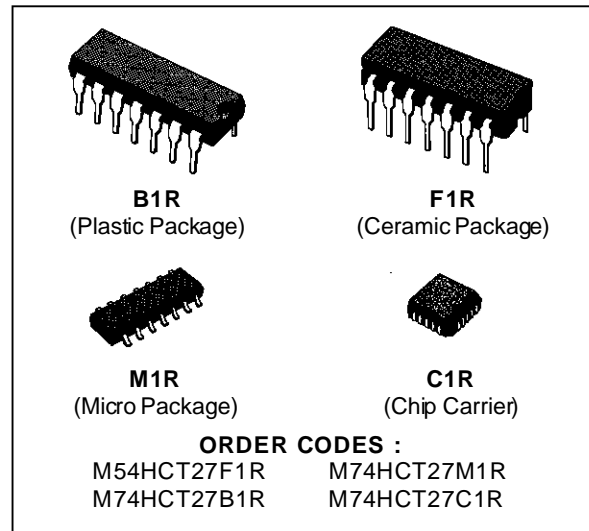 B1R
(Plastic Package)
F1R
(Ceramic Package)
M1R
(Micro Package)
C1R
(Chip Carrier)
ORDER CODES :
M54HCT27F1R M74HCT27M1R
M74HCT27B1R M74HCT27C1R